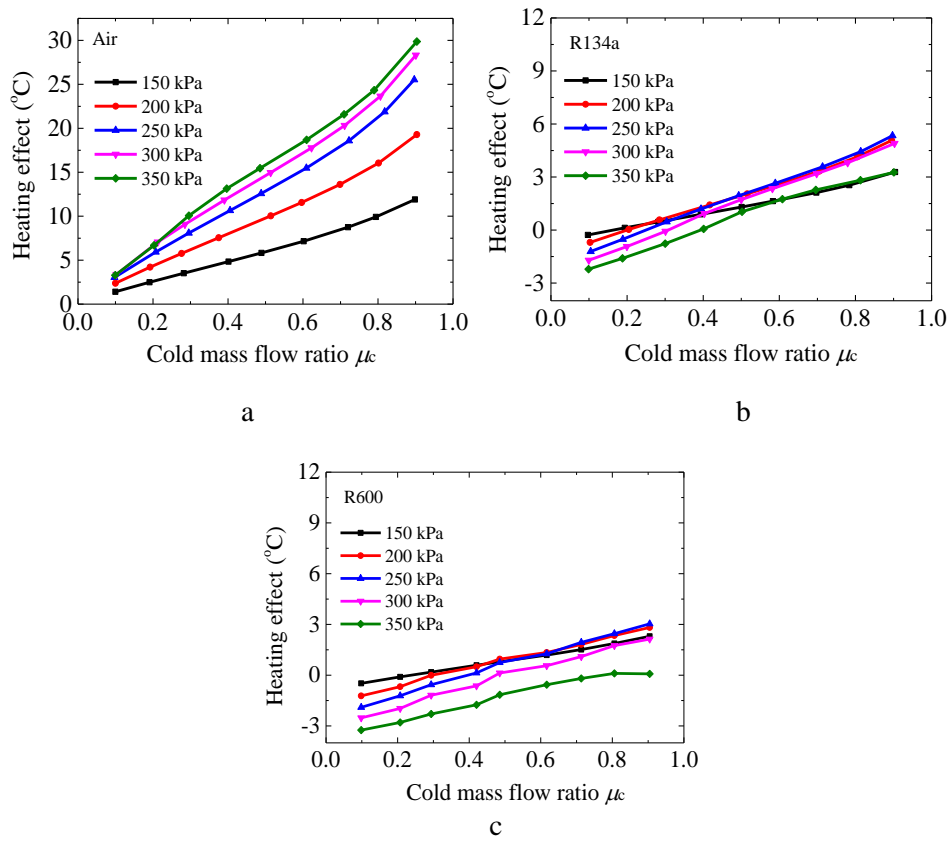 Air
Heating effect (°C)
30
25
20
15
10
5
0
150 kPa
200 kPa
250 kPa
300 kPa
350 kPa
0.0 0.2 0.4 0.6 0.8 1.0
Cold mass flow ratio μc
a
R134a
Heating effect (°C)
12
9
6
3
0
-3
150 kPa
200 kPa
250 kPa
300 kPa
350 kPa
0.0 0.2 0.4 0.6 0.8 1.0
Cold mass flow ratio μc
b
R600
Heating effect (°C)
12
9
6
3
0
-3
150 kPa
200 kPa
250 kPa
300 kPa
350 kPa
0.0 0.2 0.4 0.6 0.8 1.0
Cold mass flow ratio μc
c